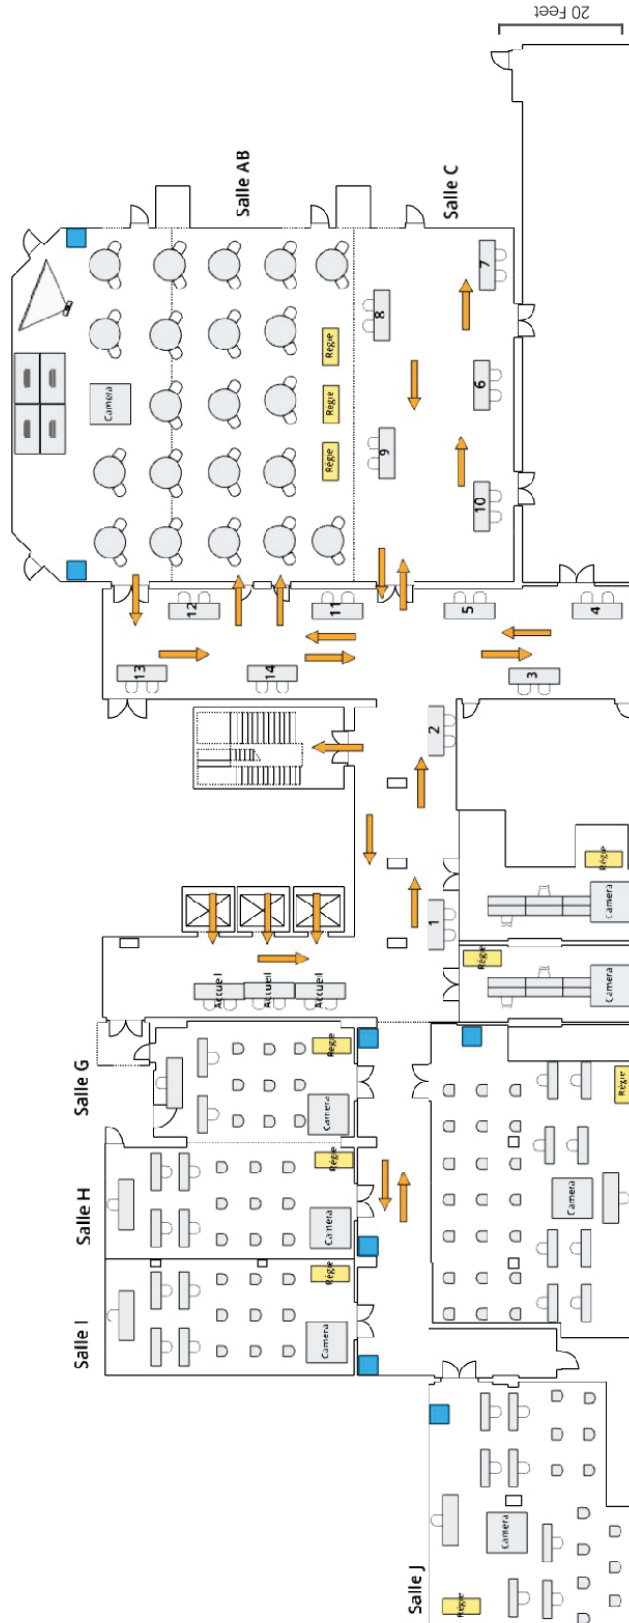 20 Feet
Salle AB
Salle C
Camera
Régie
Régie
Régie
8
7
9
6
10
12
11
5
4
13
14
3
2
1
Accueil
Accueil
Accueil
Régie
Camera
Régie
Camera
Salle G
Régie
Camera
Salle H
Régie
Camera
Salle I
Régie
Camera
Régie
Camera
Salle J
Camera
Régie